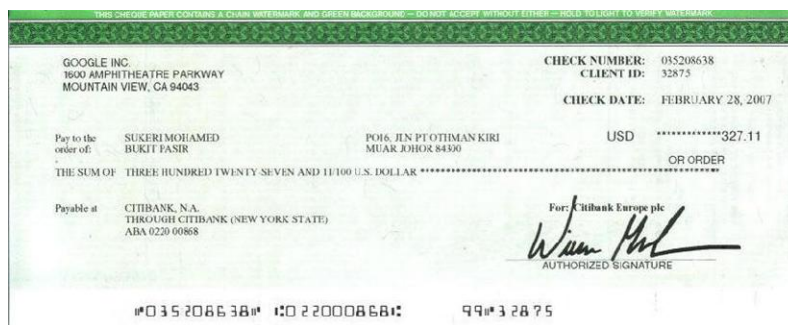 THIS CHEQUE PAPER CONTAINS A CHAIN WATERMARK AND GREEN BACKGROUND – DO NOT ACCEPT WITHOUT EITHER – HOLD TO LIGHT TO VERIFY WATERMARK
GOOGLE INC.
1600 AMPHITHEATRE PARKWAY
MOUNTAIN VIEW, CA 94043
CHECK NUMBER: 035208638
CLIENT ID: 32875
CHECK DATE: FEBRUARY 28, 2007
Pay to the order of: SUKERI MOHAMED
BUKIT PASIR
PO16, JLN PT OTHMAN KIRI
MUAR JOHOR 84300
USD *************327.11
OR ORDER
THE SUM OF THREE HUNDRED TWENTY-SEVEN AND 11/100 U.S. DOLLAR
Payable at CITIBANK, N.A.
THROUGH CITIBANK (NEW YORK STATE)
ABA 0220 00868
For: Citibank Europe plc
AUTHORIZED SIGNATURE
⑈035208638⑈ ⑆022000868⑆ 99⑈32875